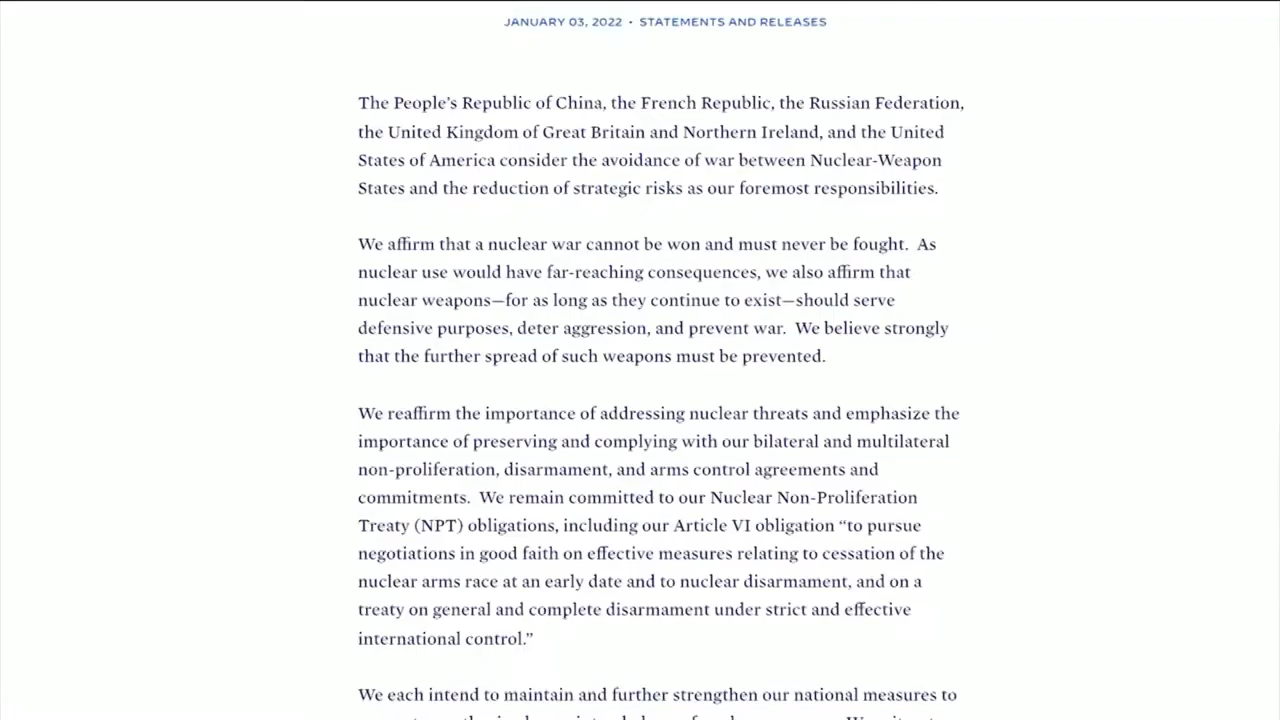 JANUARY 03, 2022 • STATEMENTS AND RELEASES
The People's Republic of China, the French Republic, the Russian Federation,
the United Kingdom of Great Britain and Northern Ireland, and the United
States of America consider the avoidance of war between Nuclear-Weapon
States and the reduction of strategic risks as our foremost responsibilities.
We affirm that a nuclear war cannot be won and must never be fought.  As
nuclear use would have far-reaching consequences, we also affirm that
nuclear weapons—for as long as they continue to exist—should serve
defensive purposes, deter aggression, and prevent war.  We believe strongly
that the further spread of such weapons must be prevented.
We reaffirm the importance of addressing nuclear threats and emphasize the
importance of preserving and complying with our bilateral and multilateral
non-proliferation, disarmament, and arms control agreements and
commitments.  We remain committed to our Nuclear Non-Proliferation
Treaty (NPT) obligations, including our Article VI obligation “to pursue
negotiations in good faith on effective measures relating to cessation of the
nuclear arms race at an early date and to nuclear disarmament, and on a
treaty on general and complete disarmament under strict and effective
international control.”
We each intend to maintain and further strengthen our national measures to